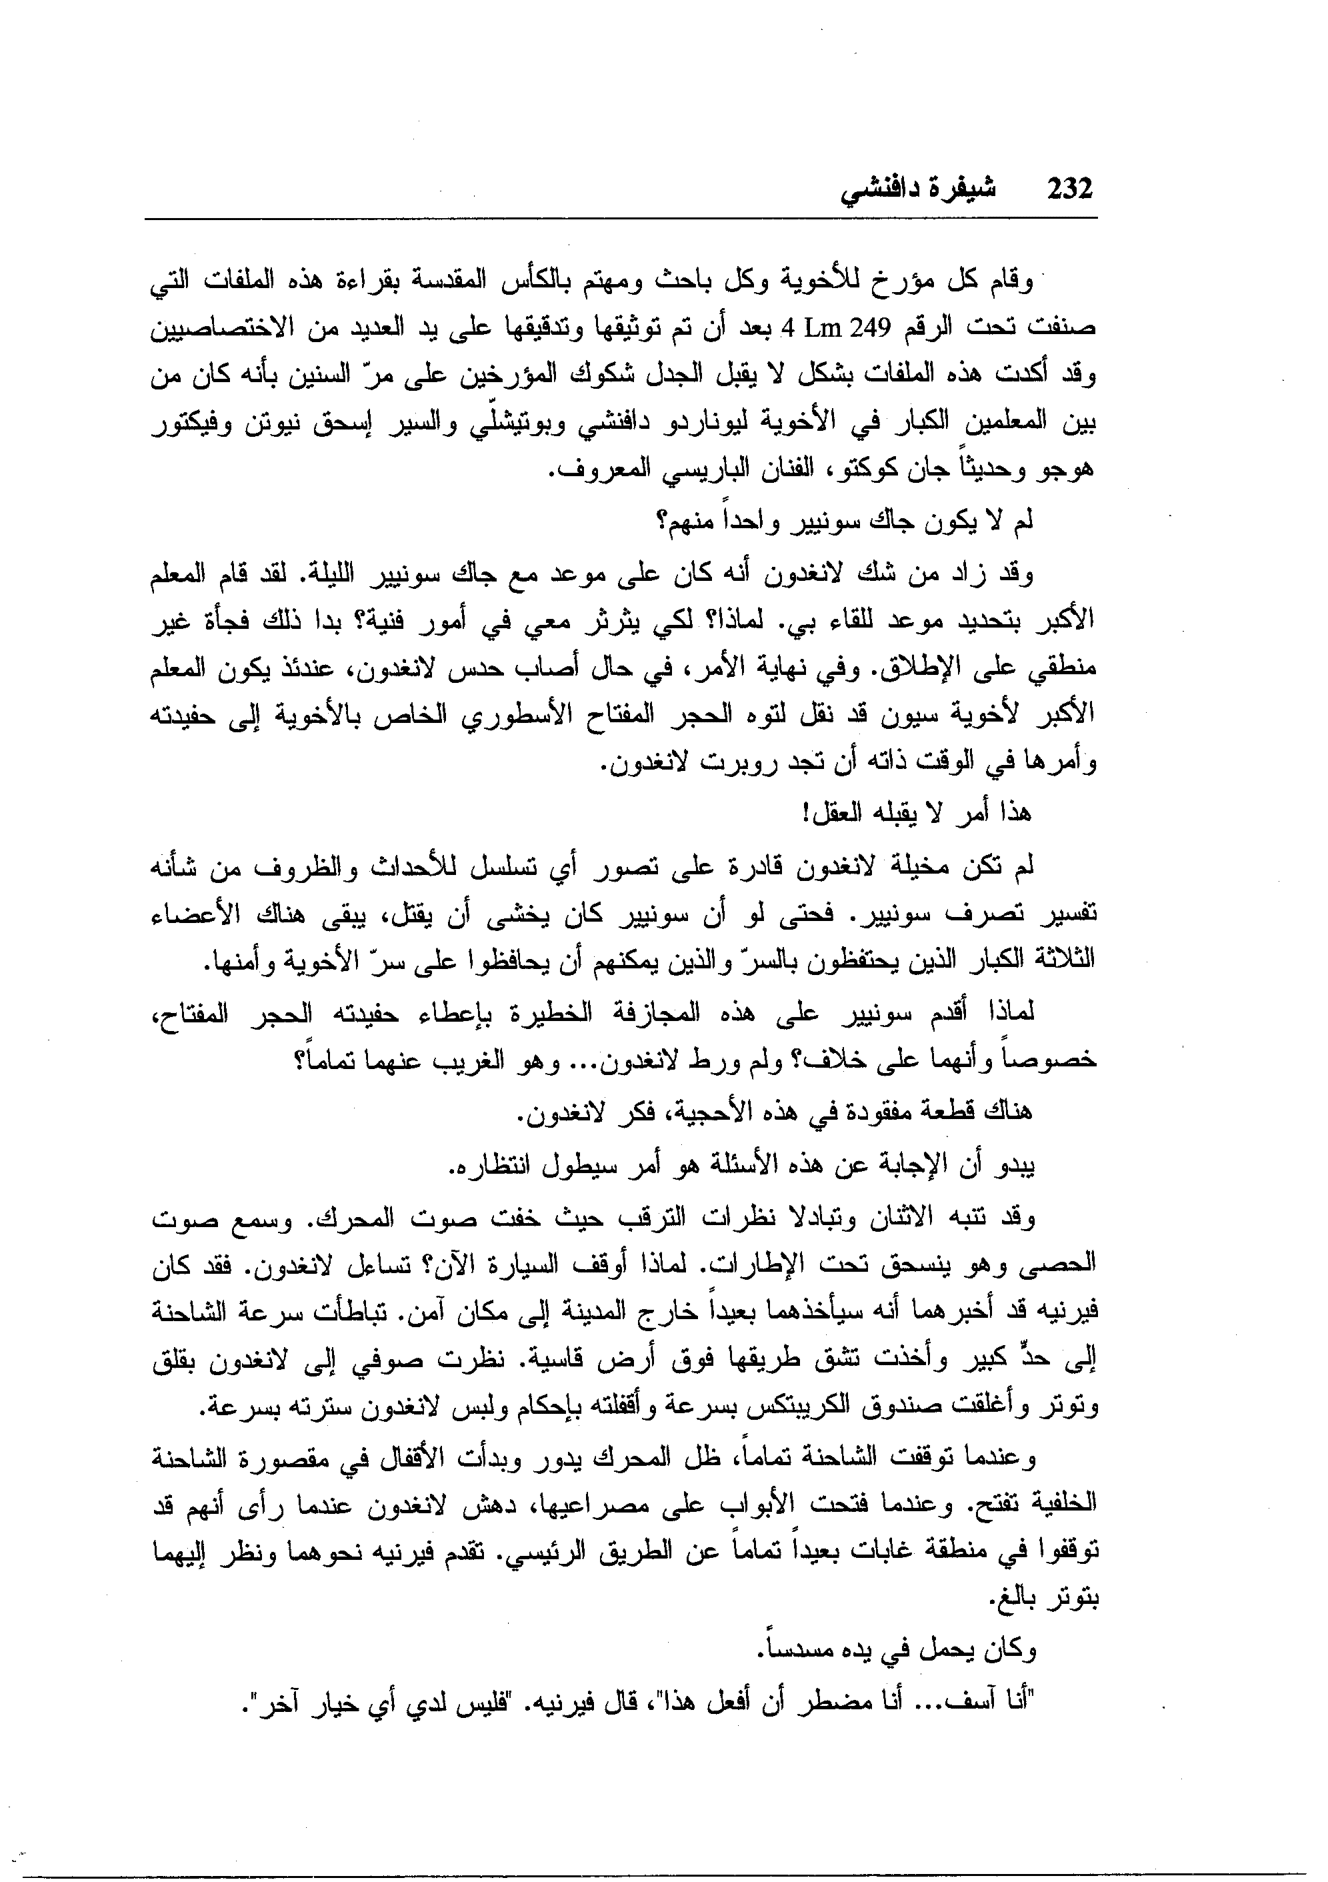 232 شيفرة دافنشي
وقام كل مؤرخ للأخوية وكل باحث ومهتم بالكأس المقدسة بقراءة هذه الملفات التي
صنفت تحت الرقم 4 Lm 249 بعد أن تم توثيقها وتدقيقها على يد العديد من الاختصاصيين
وقد أكدت هذه الملفات بشكل لا يقبل الجدل شكوك المؤرخين على مرّ السنين بأنه كان من
بين المعلمين الكبار في الأخوية ليوناردو دافنشي وبوتيشلّي والسير إسحق نيوتن وفيكتور
هوجو وحديثاً جان كوكتو، الفنان الباريسي المعروف.
لم لا يكون جاك سونيير واحداً منهم؟
وقد زاد من شك لانغدون أنه كان على موعد مع جاك سونيير الليلة. لقد قام المعلم
الأكبر بتحديد موعد للقاء بي. لماذا؟ لكي يثرثر معي في أمور فنية؟ بدا ذلك فجأة غير
منطقي على الإطلاق. وفي نهاية الأمر، في حال أصاب حدس لانغدون، عندئذ يكون المعلم
الأكبر لأخوية سيون قد نقل لتوه الحجر المفتاح الأسطوري الخاص بالأخوية إلى حفيدته
وأمرها في الوقت ذاته أن تجد روبرت لانغدون.
هذا أمر لا يقبله العقل!
لم تكن مخيلة لانغدون قادرة على تصور أي تسلسل للأحداث والظروف من شأنه
تفسير تصرف سونيير. فحتى لو أن سونيير كان يخشى أن يقتل، يبقى هناك الأعضاء
الثلاثة الكبار الذين يحتفظون بالسرّ والذين يمكنهم أن يحافظوا على سرّ الأخوية وأمنها.
لماذا أقدم سونيير على هذه المجازفة الخطيرة بإعطاء حفيدته الحجر المفتاح،
خصوصاً وأنهما على خلاف؟ ولم ورط لانغدون... وهو الغريب عنهما تماماً؟
هناك قطعة مفقودة في هذه الأحجية، فكر لانغدون.
يبدو أن الإجابة عن هذه الأسئلة هو أمر سيطول انتظاره.
وقد تنبه الاثنان وتبادلا نظرات الترقب حيث خفت صوت المحرك. وسمع صوت
الحصى وهو ينسحق تحت الإطارات. لماذا أوقف السيارة الآن؟ تساءل لانغدون. فقد كان
فيرنيه قد أخبرهما أنه سيأخذهما بعيداً خارج المدينة إلى مكان آمن. تباطأت سرعة الشاحنة
إلى حدٍّ كبير وأخذت تشق طريقها فوق أرض قاسية. نظرت صوفي إلى لانغدون بقلق
وتوتر وأغلقت صندوق الكريبتكس بسرعة وأقفلته بإحكام ولبس لانغدون سترته بسرعة.
وعندما توقفت الشاحنة تماماً، ظل المحرك يدور وبدأت الأقفال في مقصورة الشاحنة
الخلفية تفتح. وعندما فتحت الأبواب على مصراعيها، دهش لانغدون عندما رأى أنهم قد
توقفوا في منطقة غابات بعيداً تماماً عن الطريق الرئيسي. تقدم فيرنيه نحوهما ونظر إليهما
بتوتر بالغ.
وكان يحمل في يده مسدساً.
"أنا آسف... أنا مضطر أن أفعل هذا"، قال فيرنيه. "فليس لدي أي خيار آخر".